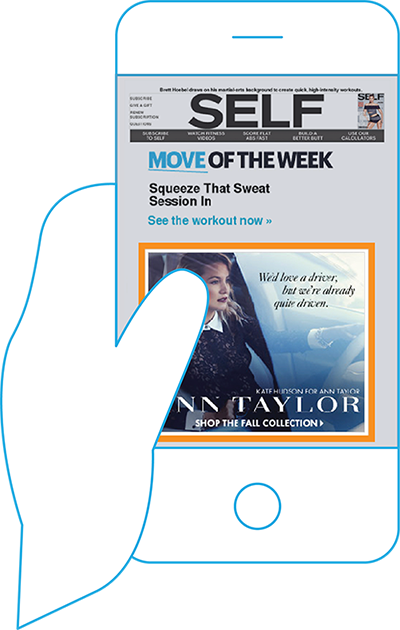 Brett Hoebel draws on his martial-arts background to create quick, high-intensity workouts.
SUBSCRIBE
GIVE A GIFT
RENEW
SUBSCRIPTION
SELF
SELF
SUBSCRIBE
TO SELF
WATCH FITNESS
VIDEOS
SCORE FLAT
ABS FAST
BUILD A
BETTER BUTT
USE OUR
CALCULATORS
MOVE OF THE WEEK
Squeeze That Sweat
Session In
See the workout now »
We'd love a driver,
but we're already
quite driven.
KATE HUDSON FOR ANN TAYLOR
NN TAYLOR
SHOP THE FALL COLLECTION